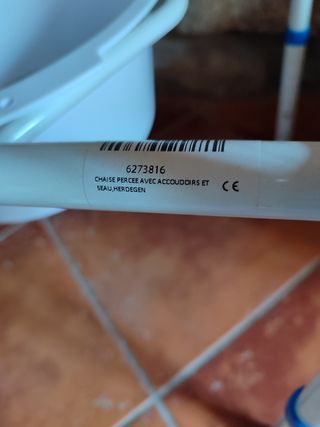 6273816
CHAISE PERCEE AVEC ACCOUDOIRS ET
SEAU,HERDEGEN
CE